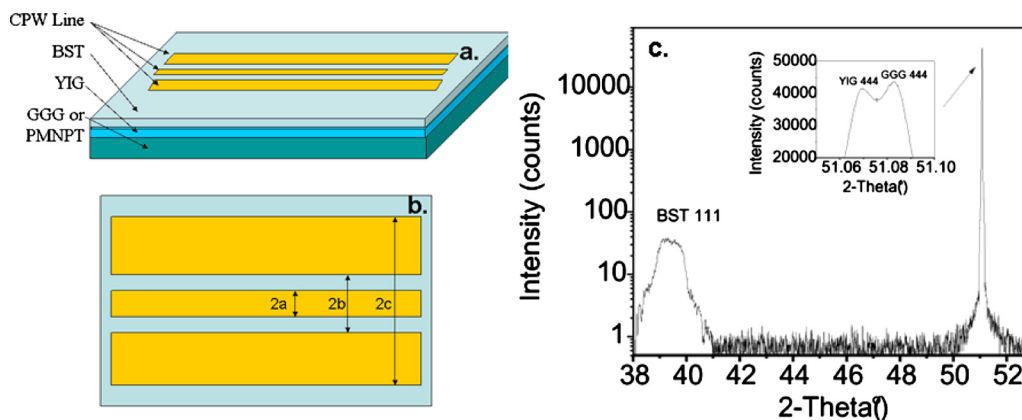 CPW Line
BST
YIG
GGG or
PMNPT
a.
b.
2a
2b
2c
c.
Intensity (counts)
10000
1000
100
10
1
BST 111
38
40
42
44
46
48
50
52
2-Theta(°)
Intensity (counts)
50000
40000
30000
20000
YIG 444
GGG 444
51.06
51.08
51.10
2-Theta(°)